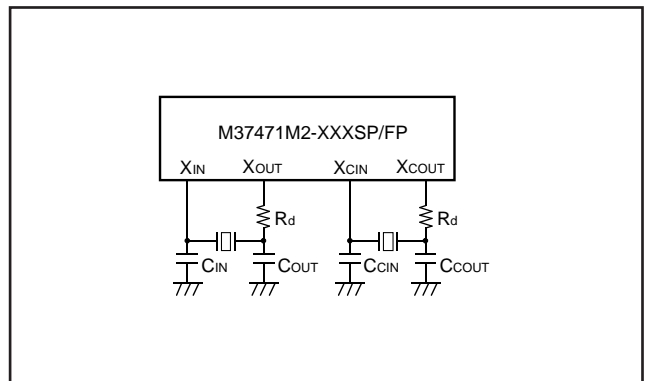 M37471M2-XXXSP/FP
XIN XOUT XCIN XCOUT
Rd Rd
CIN COUT CCIN CCOUT